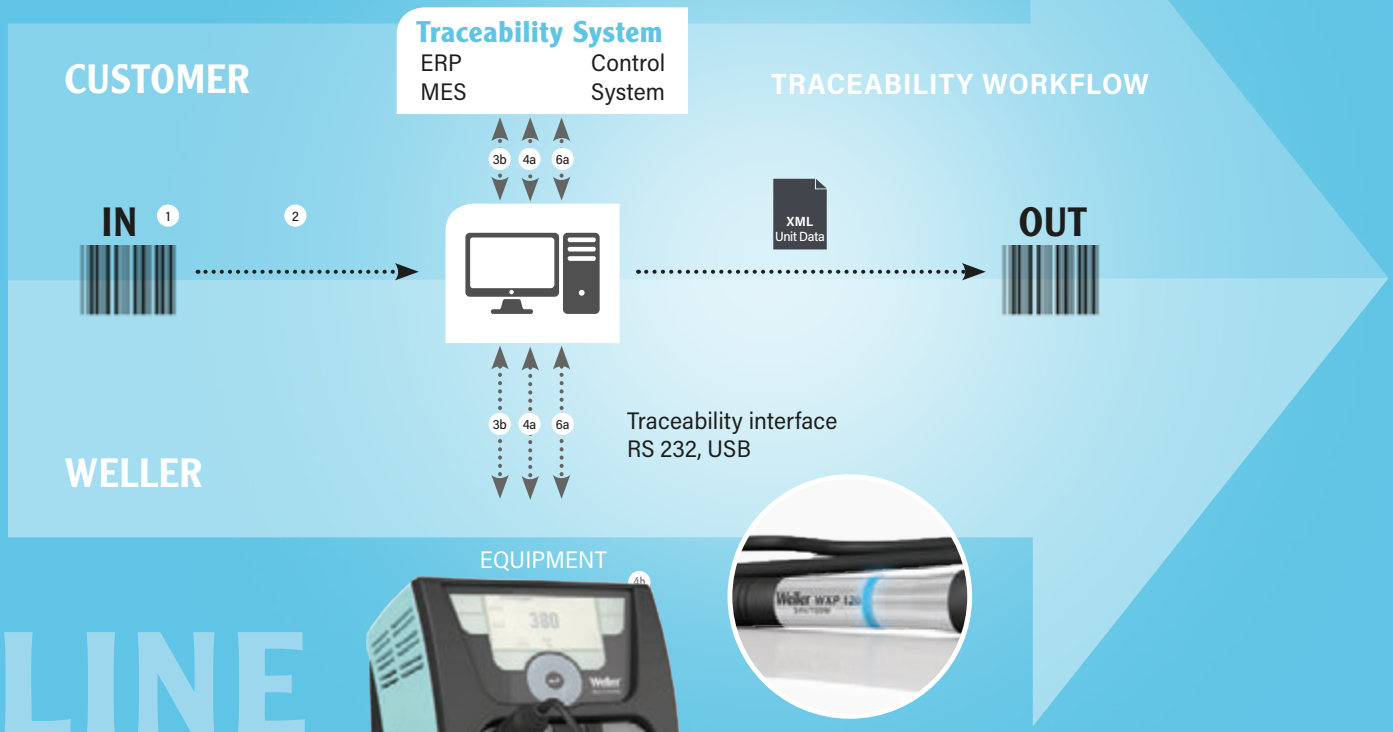 Traceability System
ERP Control
MES System
CUSTOMER
TRACEABILITY WORKFLOW
3b 4a 6a
IN 1 2
XML
Unit Data
OUT
3b 4a 6a
Traceability interface
RS 232, USB
WELLER
EQUIPMENT
4b
380
Weller
Weller WXP 120
LINE